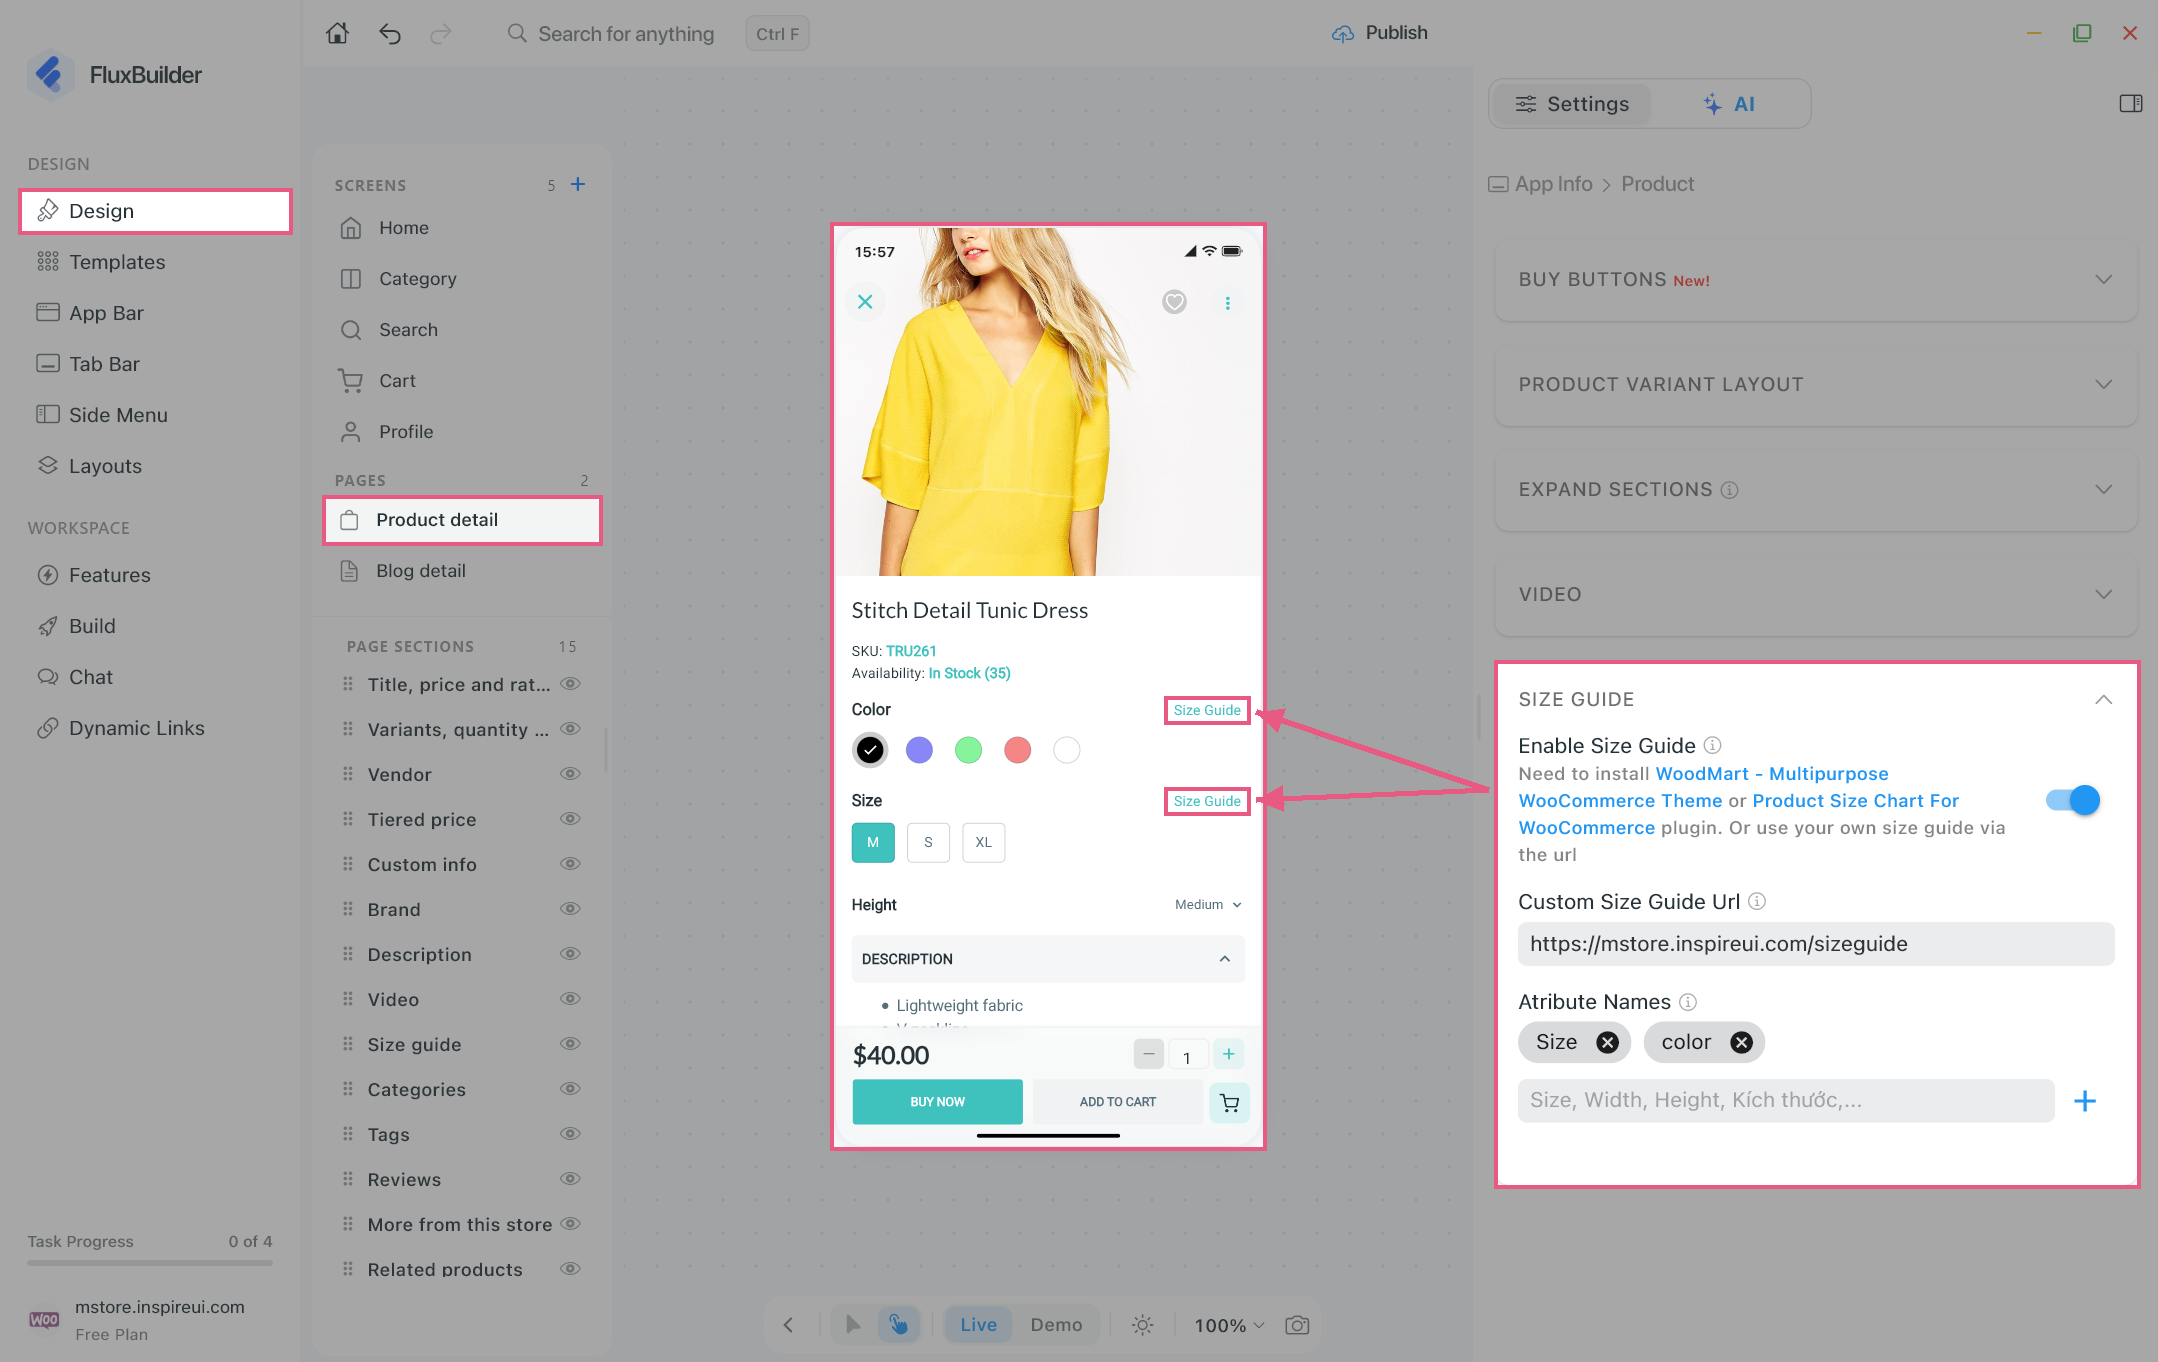 FluxBuilder
Search for anything
Ctrl F
Publish
Settings
AI
DESIGN
Design
Templates
App Bar
Tab Bar
Side Menu
Layouts
WORKSPACE
Features
Build
Chat
Dynamic Links
Task Progress
0 of 4
Woo
mstore.inspireui.com
Free Plan
SCREENS
5
Home
Category
Search
Cart
Profile
PAGES
2
Product detail
Blog detail
PAGE SECTIONS
15
Title, price and rat...
Variants, quantity ...
Vendor
Tiered price
Custom info
Brand
Description
Video
Size guide
Categories
Tags
Reviews
More from this store
Related products
15:57
Stitch Detail Tunic Dress
SKU: TRU261
Availability: In Stock (35)
Color
Size Guide
Size
Size Guide
M
S
XL
Height
Medium
DESCRIPTION
Lightweight fabric
$40.00
1
BUY NOW
ADD TO CART
Live
Demo
100%
App Info
Product
BUY BUTTONS New!
PRODUCT VARIANT LAYOUT
EXPAND SECTIONS
VIDEO
SIZE GUIDE
Enable Size Guide
Need to install WoodMart - Multipurpose
WooCommerce Theme or Product Size Chart For
WooCommerce plugin. Or use your own size guide via
the url
Custom Size Guide Url
https://mstore.inspireui.com/sizeguide
Atribute Names
Size
color
Size, Width, Height, Kích thước,...